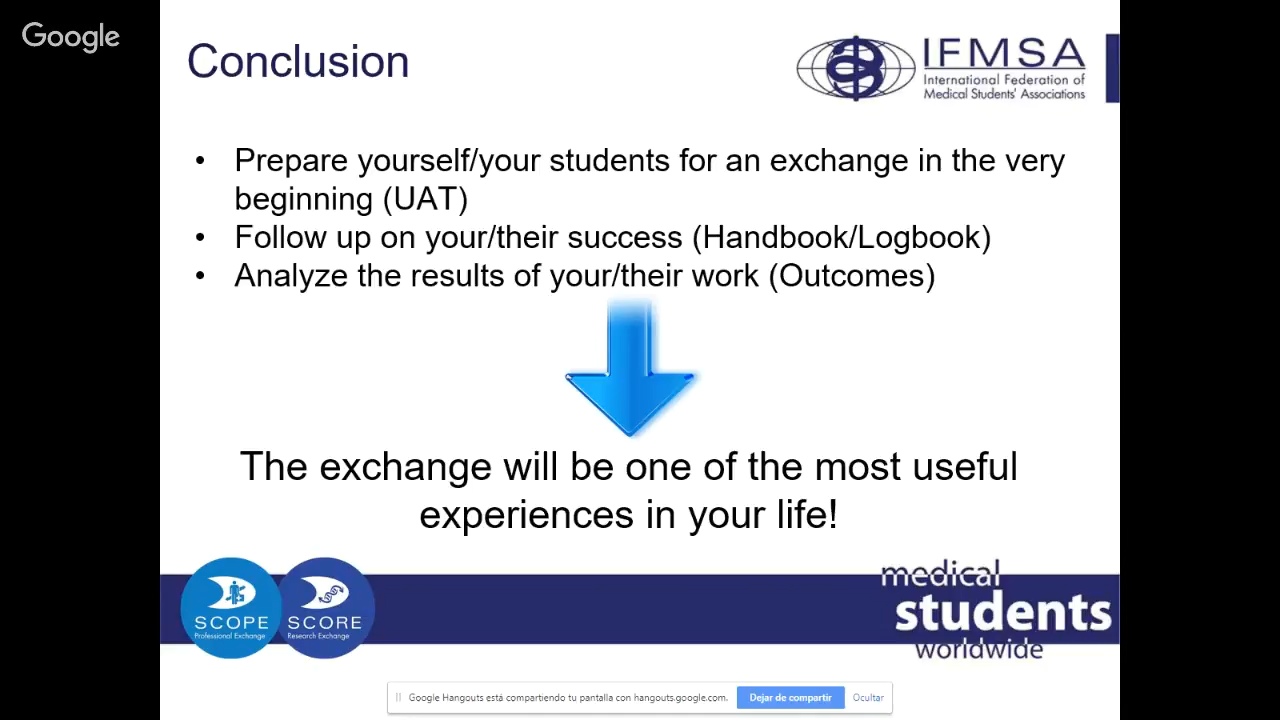 Google
Conclusion
IFMSA
International Federation of
Medical Students' Associations
• Prepare yourself/your students for an exchange in the very
beginning (UAT)
• Follow up on your/their success (Handbook/Logbook)
• Analyze the results of your/their work (Outcomes)
The exchange will be one of the most useful
experiences in your life!
SCOPE
Professional Exchange
SCORE
Research Exchange
medical
students
worldwide
Google Hangouts está compartiendo tu pantalla con hangouts.google.com. Dejar de compartir Ocultar